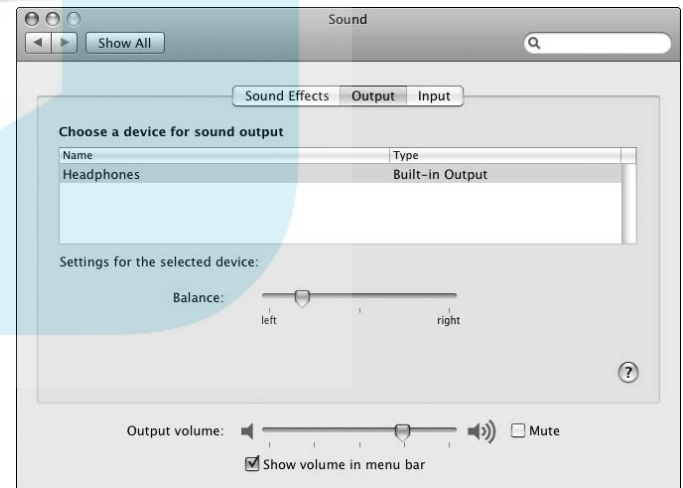 Sound
Show All
Sound Effects Output Input
Choose a device for sound output
Name Type
Headphones Built-in Output
Settings for the selected device:
Balance:
left right
?
Output volume: Mute
Show volume in menu bar